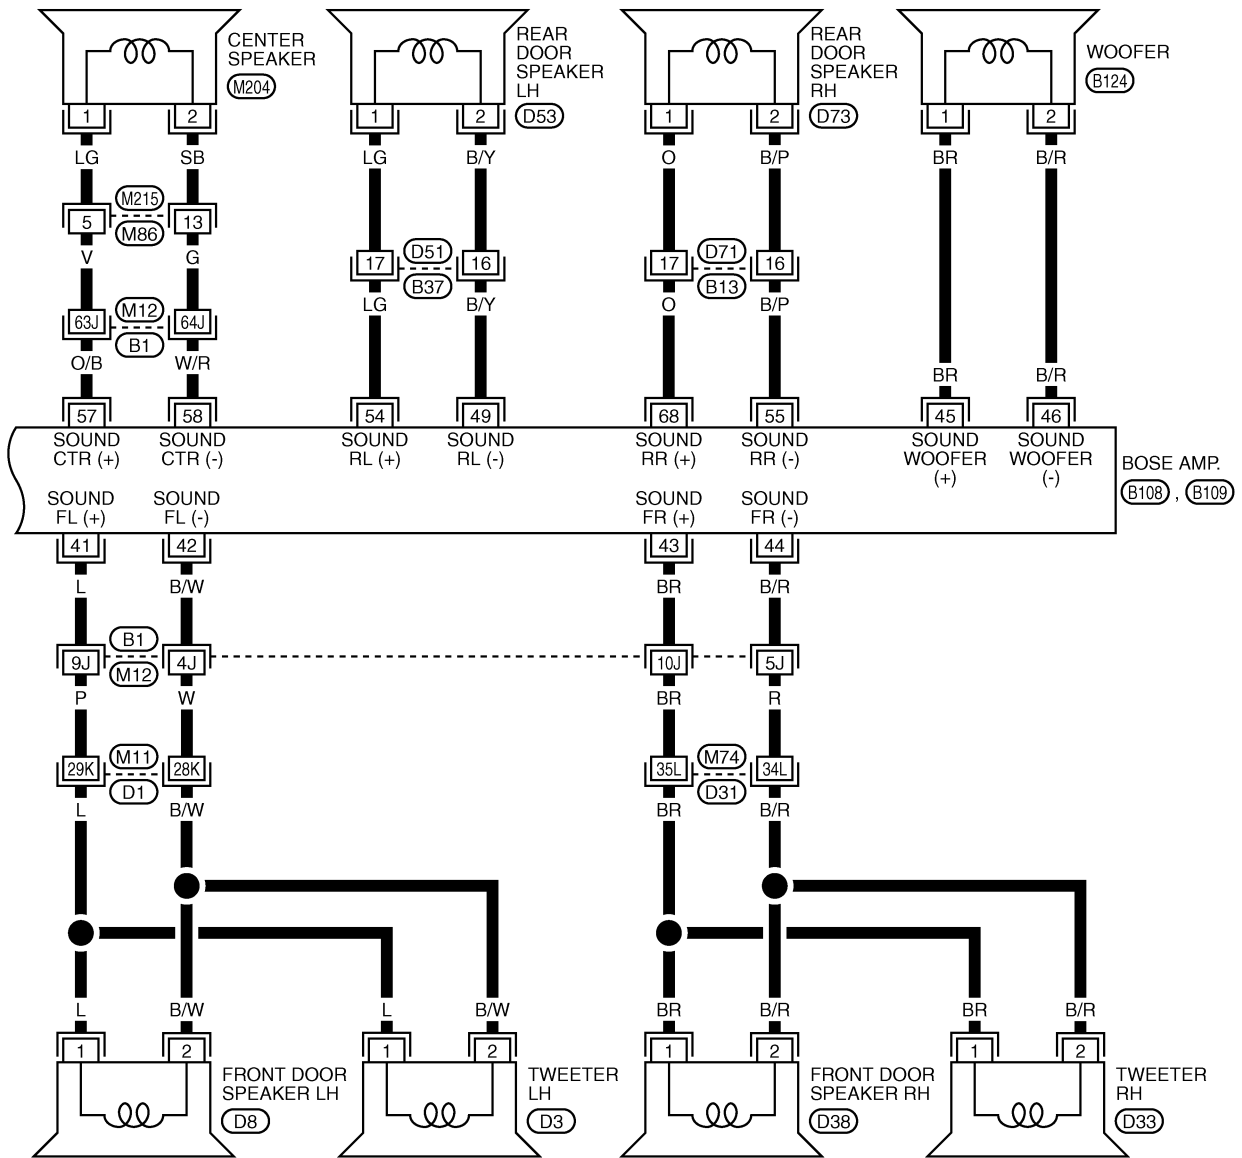 CENTER
SPEAKER
M204
REAR
DOOR
SPEAKER
LH
D53
REAR
DOOR
SPEAKER
RH
D73
WOOFER
B124
1 2 1 2 1 2 1 2
LG SB LG B/Y O B/P BR B/R
M215
5 13
M86
V G
D51 D71
17 16 17 16
B37 B13
LG B/Y O B/P
M12
63J 64J
B1
O/B W/R
BR B/R
57 58 54 49 68 55 45 46
SOUND SOUND SOUND SOUND SOUND SOUND SOUND SOUND
CTR (+) CTR (-) RL (+) RL (-) RR (+) RR (-) WOOFER WOOFER
(+) (-)
BOSE AMP.
B108 , B109
SOUND SOUND SOUND SOUND
FL (+) FL (-) FR (+) FR (-)
41 42 43 44
L B/W BR B/R
B1
9J 4J 10J 5J
M12
P W BR R
M11 M74
29K 28K 35L 34L
D1 D31
L B/W BR B/R
L B/W L B/W BR B/R BR B/R
1 2 1 2 1 2 1 2
FRONT DOOR
SPEAKER LH
D8
TWEETER
LH
D3
FRONT DOOR
SPEAKER RH
D38
TWEETER
RH
D33